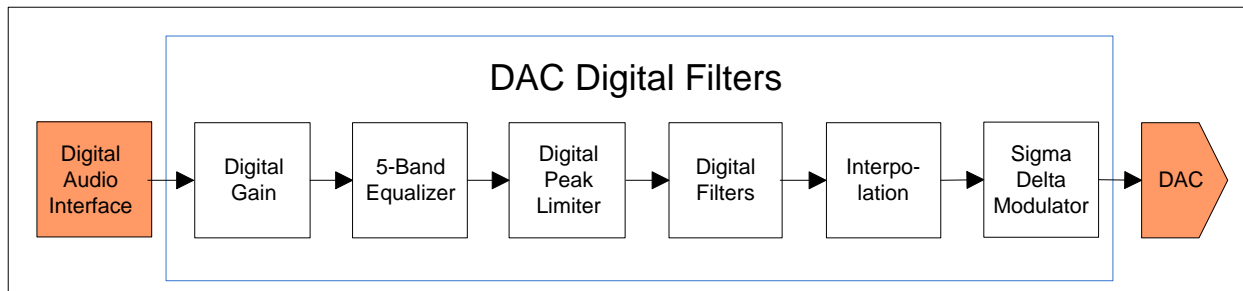 DAC Digital Filters
Digital
Audio
Interface
Digital
Gain
5-Band
Equalizer
Digital
Peak
Limiter
Digital
Filters
Interpo-
lation
Sigma
Delta
Modulator
DAC